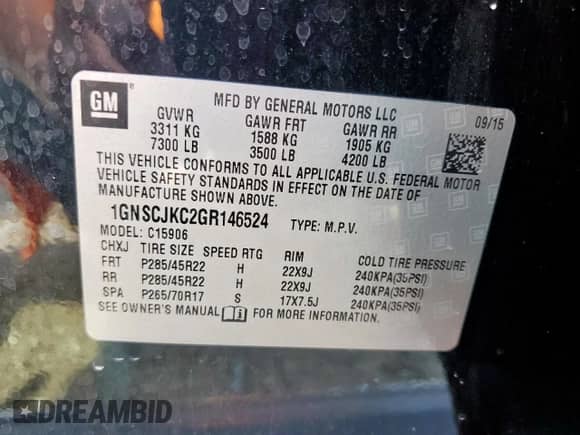 GM ®
MFD BY GENERAL MOTORS LLC 09/15
GVWR GAWR FRT GAWR RR
3311 KG 1588 KG 1905 KG
7300 LB 3500 LB 4200 LB
THIS VEHICLE CONFORMS TO ALL APPLICABLE U.S. FEDERAL MOTOR
VEHICLE SAFETY STANDARDS IN EFFECT ON THE DATE OF
MANUFACTURE SHOWN ABOVE.
1GNSCJKC2GR146524 TYPE: M.P.V.
MODEL: C15906
CHXJ TIRE SIZE SPEED RTG RIM COLD TIRE PRESSURE
FRT P285/45R22 H 22X9J 240KPA(35PSI)
RR P285/45R22 H 22X9J 240KPA(35PSI)
SPA P265/70R17 S 17X7.5J 240KPA(35PSI)
SEE OWNER'S MANUAL FOR MORE INFORMATION.
DREAMBID